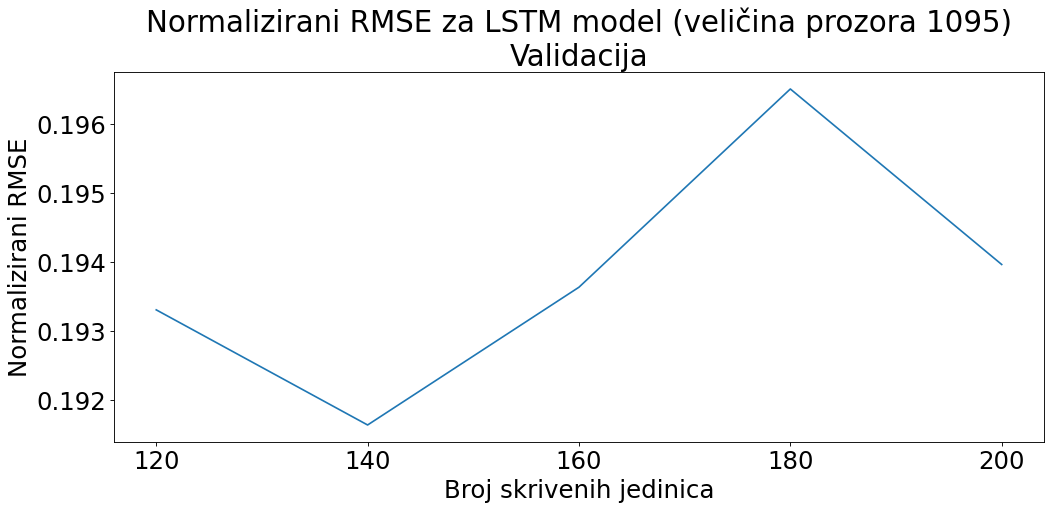 Normalizirani RMSE za LSTM model (veličina prozora 1095)
Validacija
Normalizirani RMSE
0.196
0.195
0.194
0.193
0.192
120 140 160 180 200
Broj skrivenih jedinica